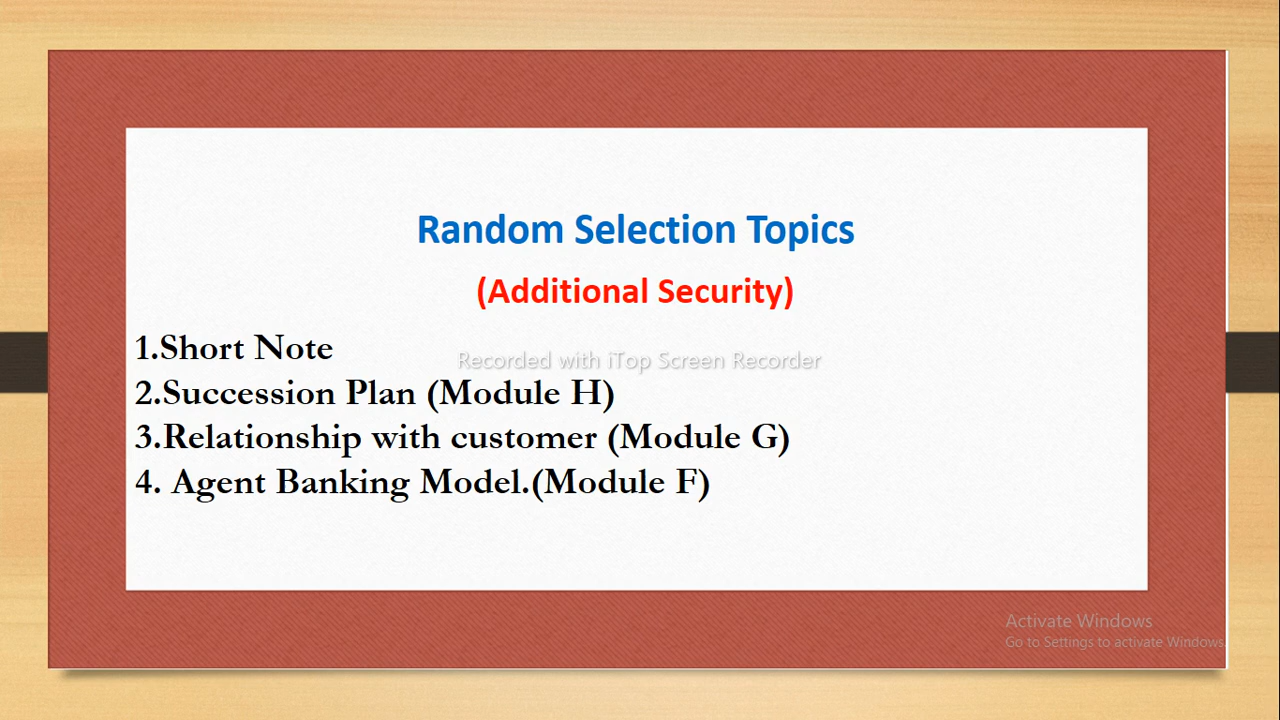 Random Selection Topics
(Additional Security)
1.Short Note
Recorded with iTop Screen Recorder
2.Succession Plan (Module H)
3.Relationship with customer (Module G)
4. Agent Banking Model.(Module F)
Activate Windows
Go to Settings to activate Windows.